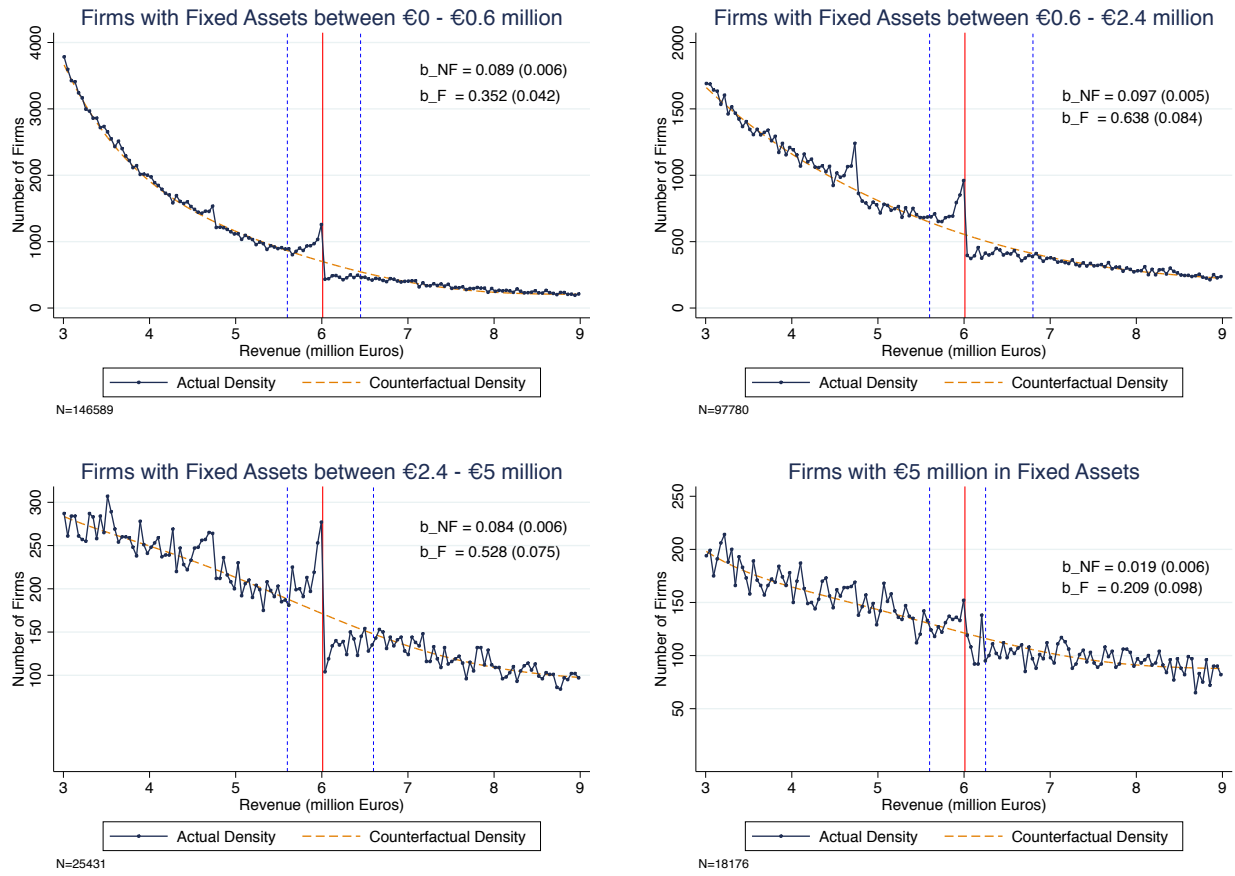 Firms with Fixed Assets between €0 - €0.6 million
Number of Firms
4000
3000
2000
1000
0
b_NF = 0.089 (0.006)
b_F = 0.352 (0.042)
3 4 5 6 7 8 9
Revenue (million Euros)
Actual Density Counterfactual Density
N=146589
Firms with Fixed Assets between €0.6 - €2.4 million
Number of Firms
2000
1500
1000
500
0
b_NF = 0.097 (0.005)
b_F = 0.638 (0.084)
3 4 5 6 7 8 9
Revenue (million Euros)
Actual Density Counterfactual Density
N=97780
Firms with Fixed Assets between €2.4 - €5 million
Number of Firms
300
250
200
150
100
b_NF = 0.084 (0.006)
b_F = 0.528 (0.075)
3 4 5 6 7 8 9
Revenue (million Euros)
Actual Density Counterfactual Density
N=25431
Firms with €5 million in Fixed Assets
Number of Firms
250
200
150
100
50
b_NF = 0.019 (0.006)
b_F = 0.209 (0.098)
3 4 5 6 7 8 9
Revenue (million Euros)
Actual Density Counterfactual Density
N=18176